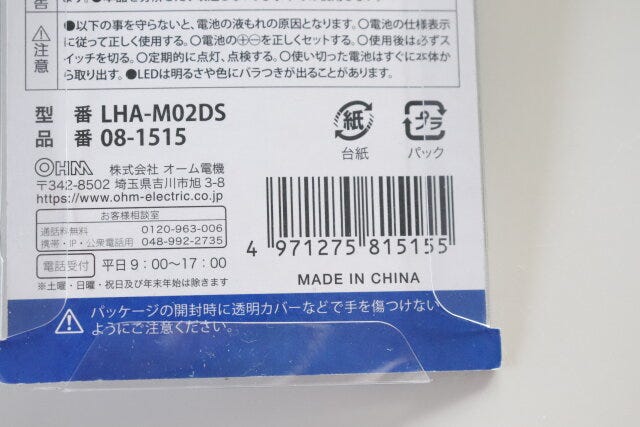 告
注意
●以下の事を守らないと、電池の液もれの原因となります。○電池の仕様表示
に従って正しく使用する。○電池の⊕⊖を正しくセットする。○使用後は必ずス
イッチを切る。○定期的に点灯、点検する。○使い切った電池はすぐに本体か
ら取り出す。●LEDは明るさや色にバラつきが出ることがあります。
型 番 LHA-M02DS
品 番 08-1515
紙
台紙
プラ
パック
OHM 株式会社 オーム電機
〒342-8502 埼玉県吉川市旭 3-8
https://www.ohm-electric.co.jp
お客様相談室
通話料無料 0120-963-006
携帯・IP・公衆電話用 048-992-2735
電話受付 平日 9:00〜17:00
※土曜・日曜・祝日及び年末年始は除きます
4 971275 815155
MADE IN CHINA
パッケージの開封時に透明カバーなどで手を傷つけない
ようにご注意ください。